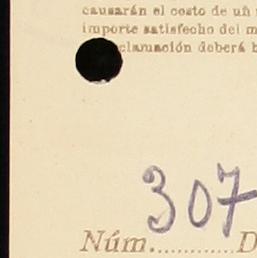 causarán el costo de un
importe satisfecho del m
clamación deberá b
307
Núm............D